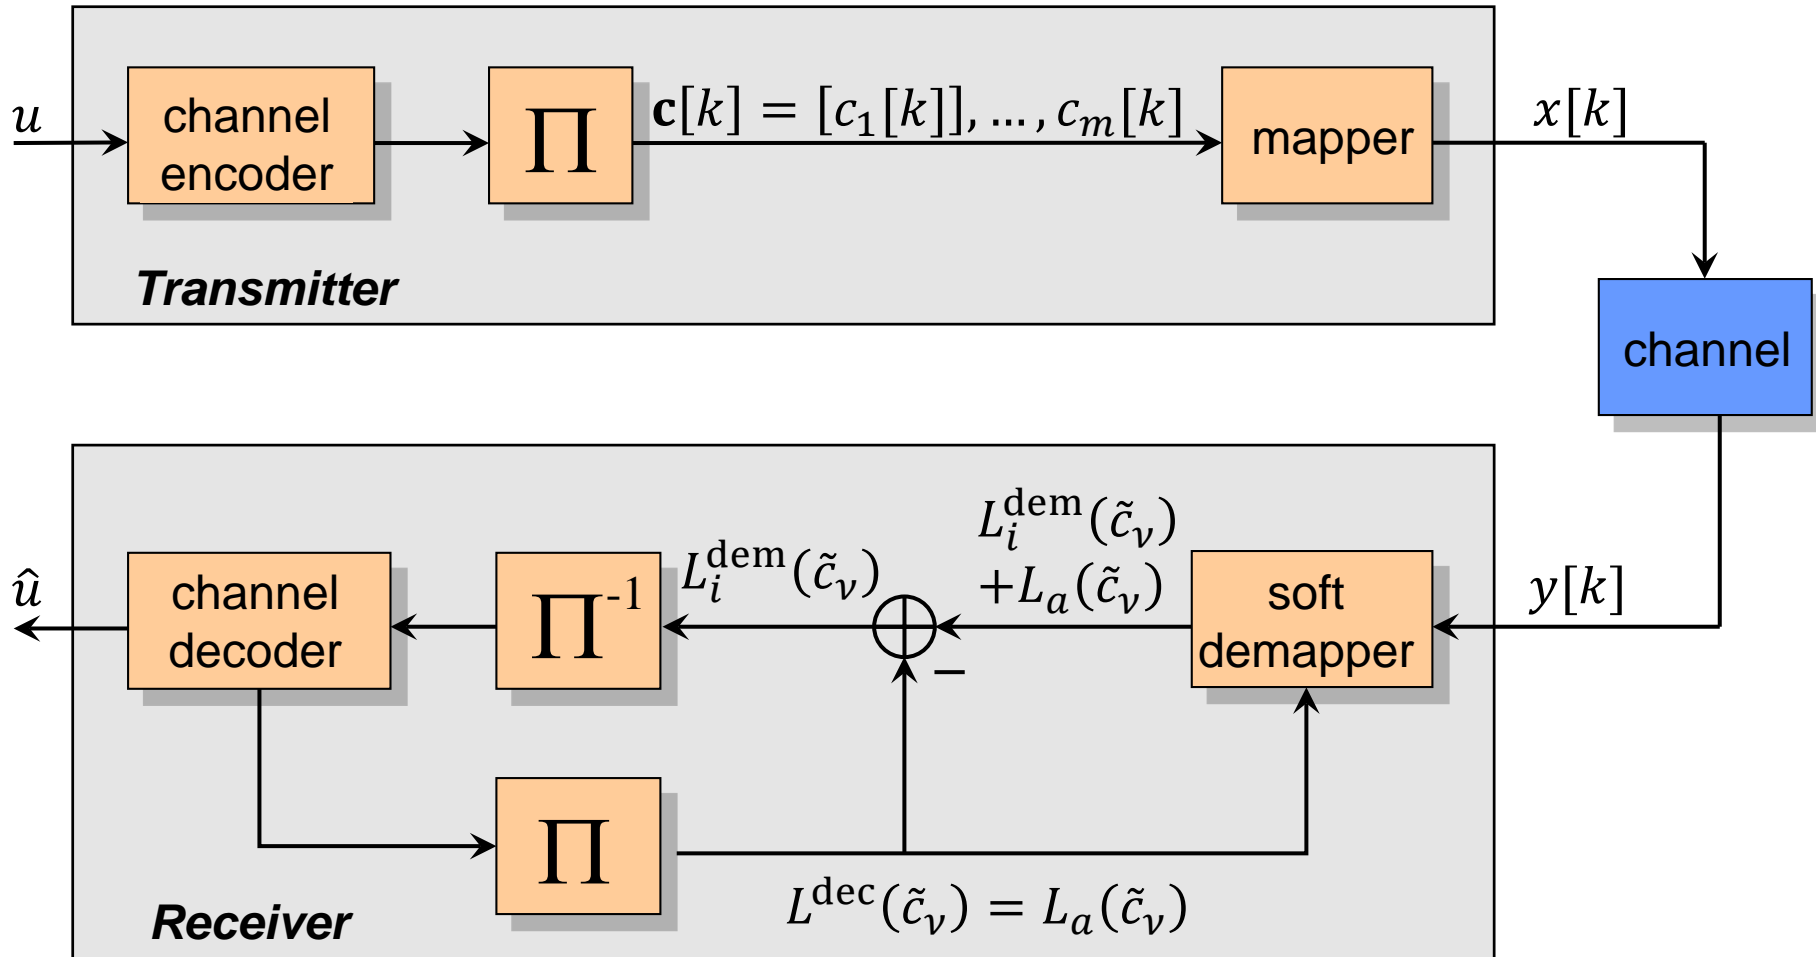 u
channel
encoder
Π
𝐜[k] = [c₁[k]], … , cₘ[k]
mapper
x[k]
Transmitter
channel
û
channel
decoder
Π⁻¹
Lᵢᵈᵉᵐ(c̃ᵥ)
Lᵢᵈᵉᵐ(c̃ᵥ)
+Lₐ(c̃ᵥ)
−
soft
demapper
y[k]
Π
Lᵈᵉᶜ(c̃ᵥ) = Lₐ(c̃ᵥ)
Receiver